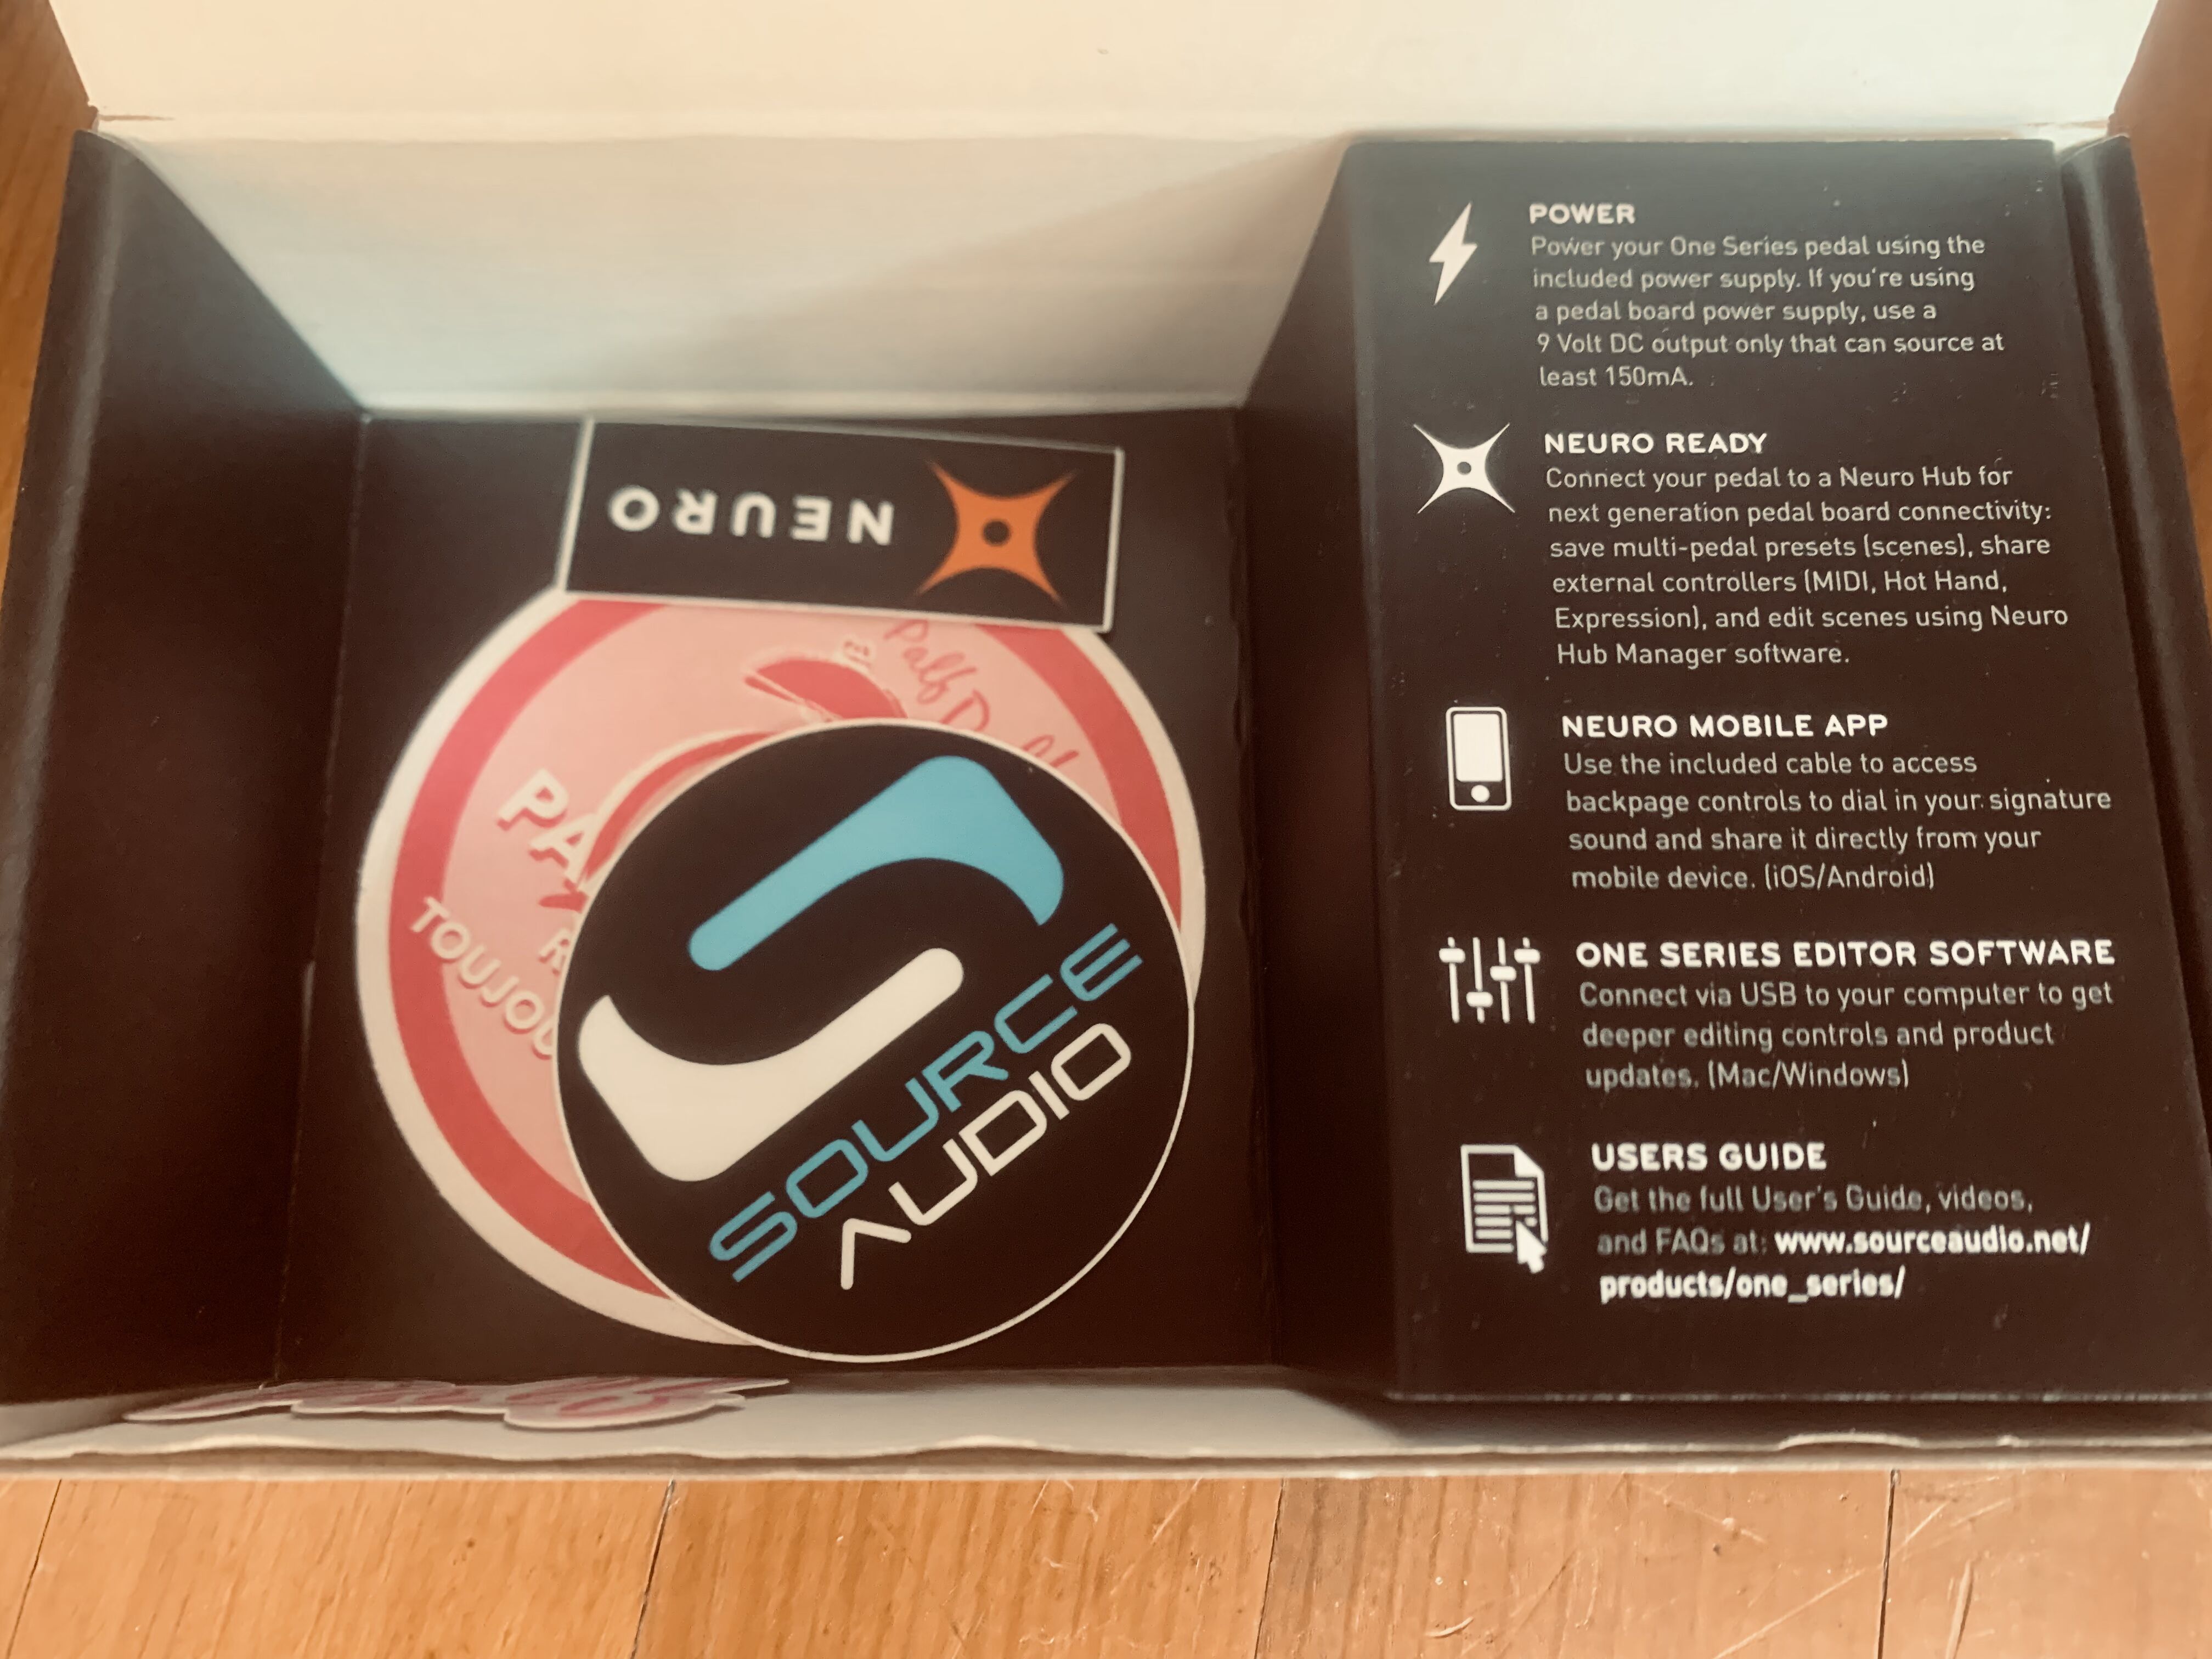 NEURO
Palf D
PA
R
TOUJOU
SOURCE
AUDIO
POWER
Power your One Series pedal using the
included power supply. If you're using
a pedal board power supply, use a
9 Volt DC output only that can source at
least 150mA.
NEURO READY
Connect your pedal to a Neuro Hub for
next generation pedal board connectivity:
save multi-pedal presets (scenes), share
external controllers (MIDI, Hot Hand,
Expression), and edit scenes using Neuro
Hub Manager software.
NEURO MOBILE APP
Use the included cable to access
backpage controls to dial in your signature
sound and share it directly from your
mobile device. (iOS/Android)
ONE SERIES EDITOR SOFTWARE
Connect via USB to your computer to get
deeper editing controls and product
updates. (Mac/Windows)
USERS GUIDE
Get the full User's Guide, videos,
and FAQs at: www.sourceaudio.net/
products/one_series/